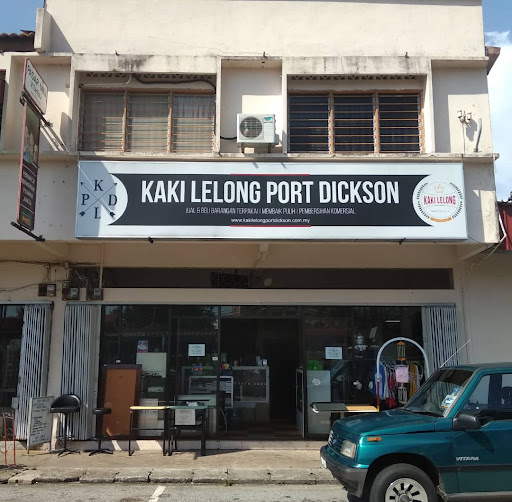 KAKI LELONG PORT DICKSON
JUAL & BELI BARANGAN TERPAKAI | MEMBAIK PULIH | PEMBERSIHAN KOMERSIAL
www.kakilelongportdickson.com.my
K
P D
L
KAKI LELONG
VITARA